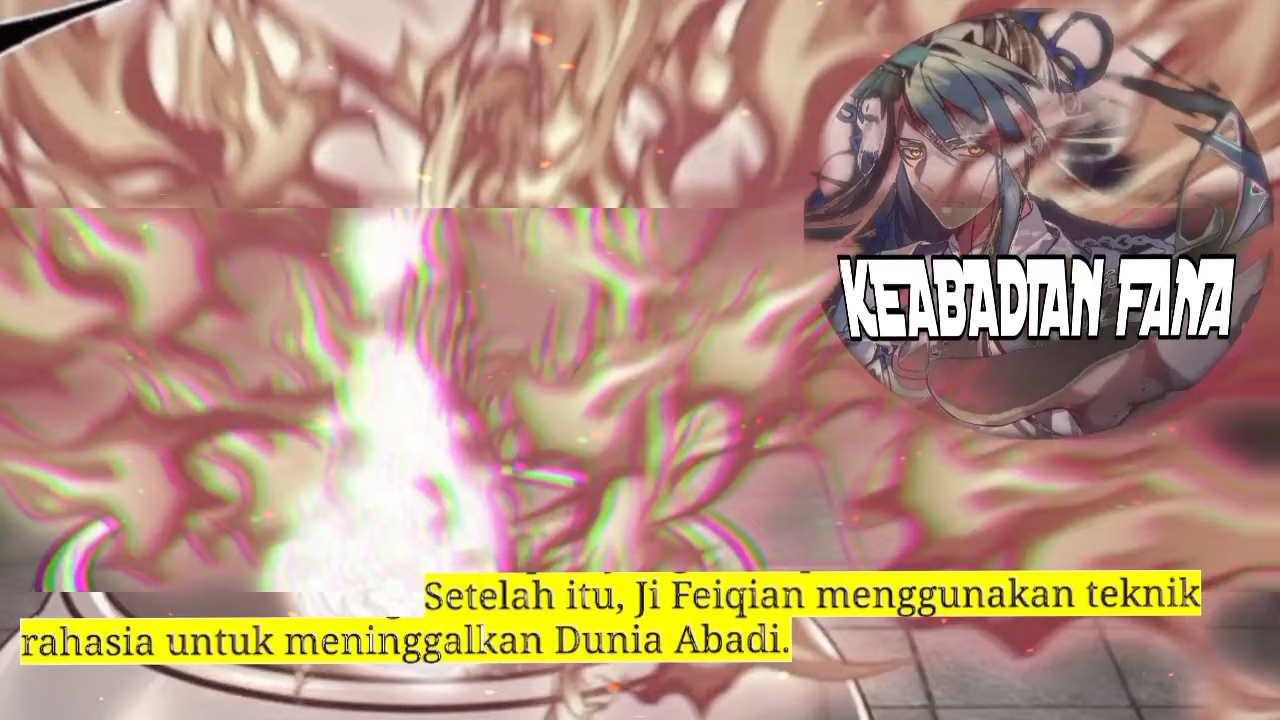 KEABADIAN FANA
Setelah itu, Ji Feiqian menggunakan teknik
rahasia untuk meninggalkan Dunia Abadi.